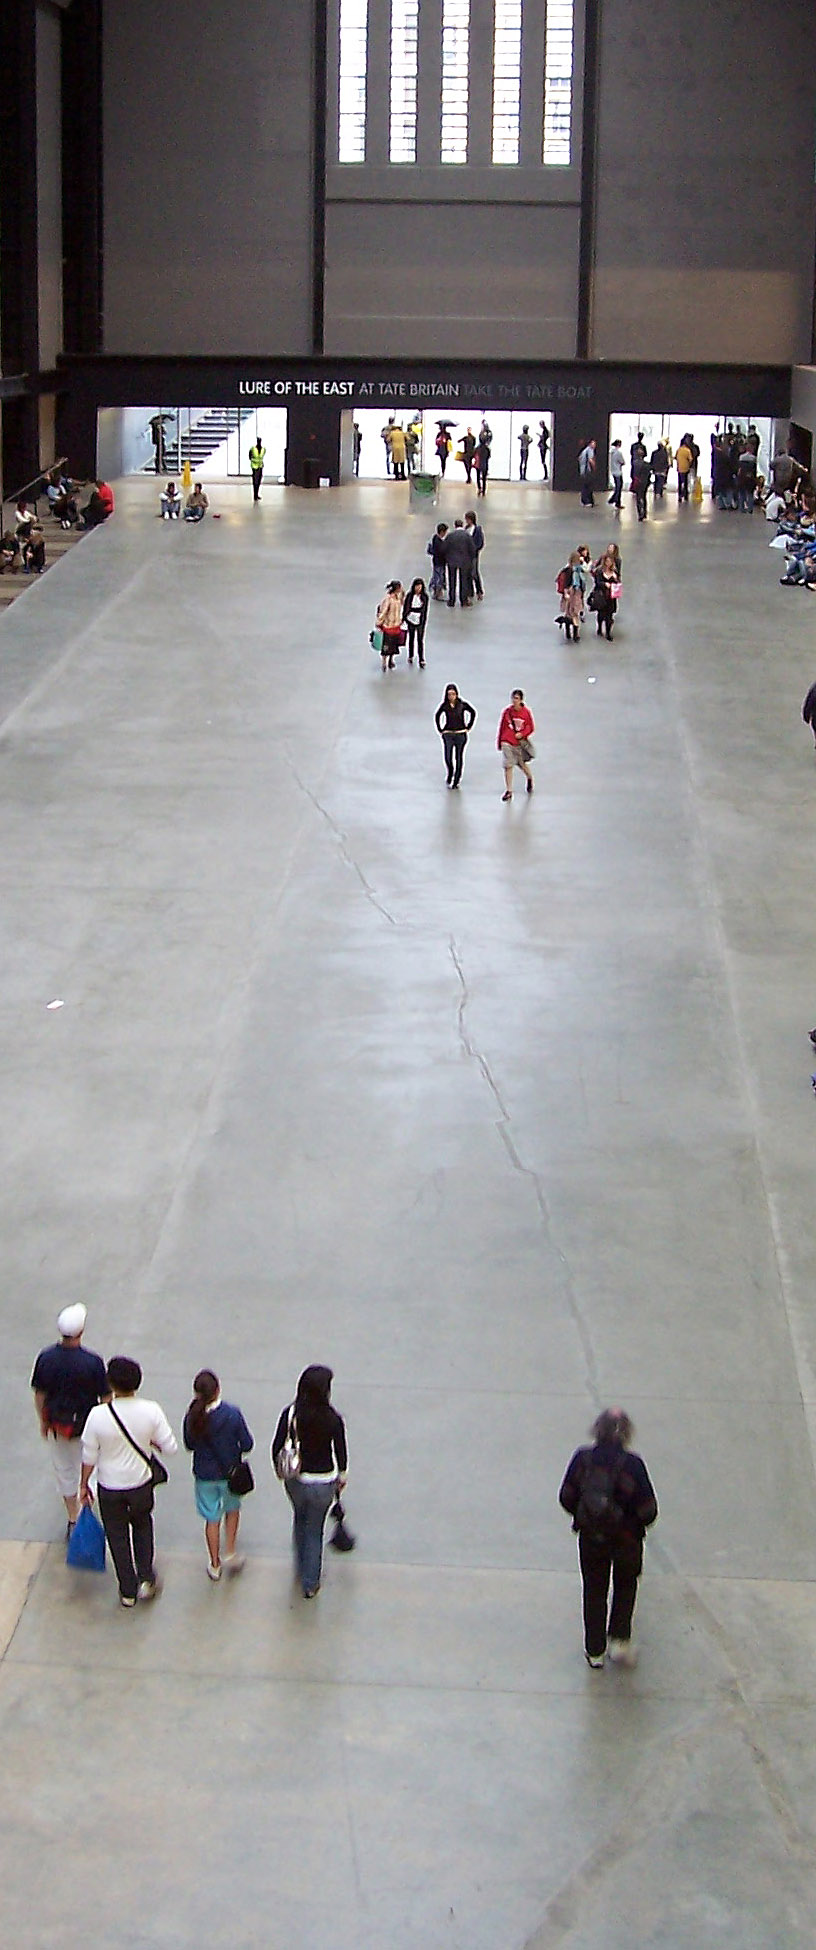 LURE OF THE EAST AT TATE BRITAIN TAKE THE TATE BOAT